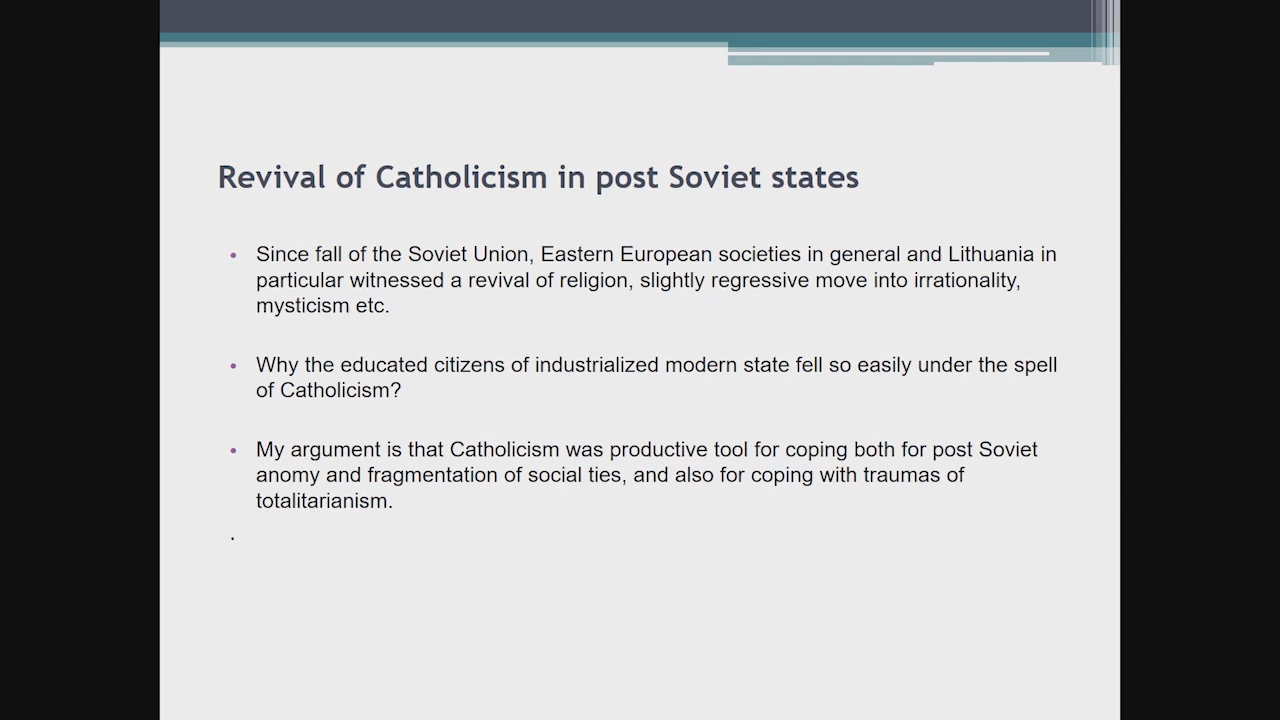 Revival of Catholicism in post Soviet states
• Since fall of the Soviet Union, Eastern European societies in general and Lithuania in
particular witnessed a revival of religion, slightly regressive move into irrationality,
mysticism etc.
• Why the educated citizens of industrialized modern state fell so easily under the spell
of Catholicism?
• My argument is that Catholicism was productive tool for coping both for post Soviet
anomy and fragmentation of social ties, and also for coping with traumas of
totalitarianism.
.